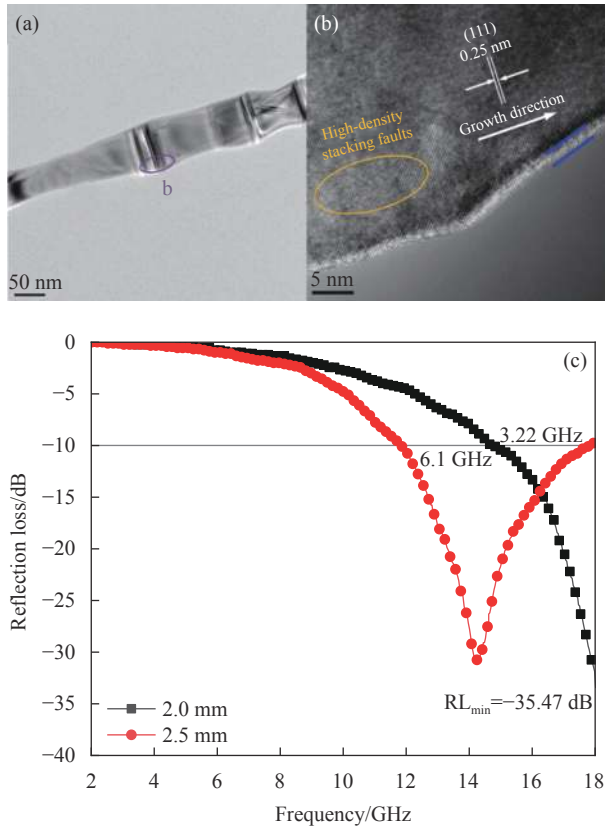 (a)
b
50 nm
(b)
(111)
0.25 nm
Growth direction
High-density
stacking faults
5 nm
(c)
0
−5
−10
−15
−20
−25
−30
−35
−40
Reflection loss/dB
3.22 GHz
6.1 GHz
RLmin=−35.47 dB
2.0 mm
2.5 mm
2 4 6 8 10 12 14 16 18
Frequency/GHz